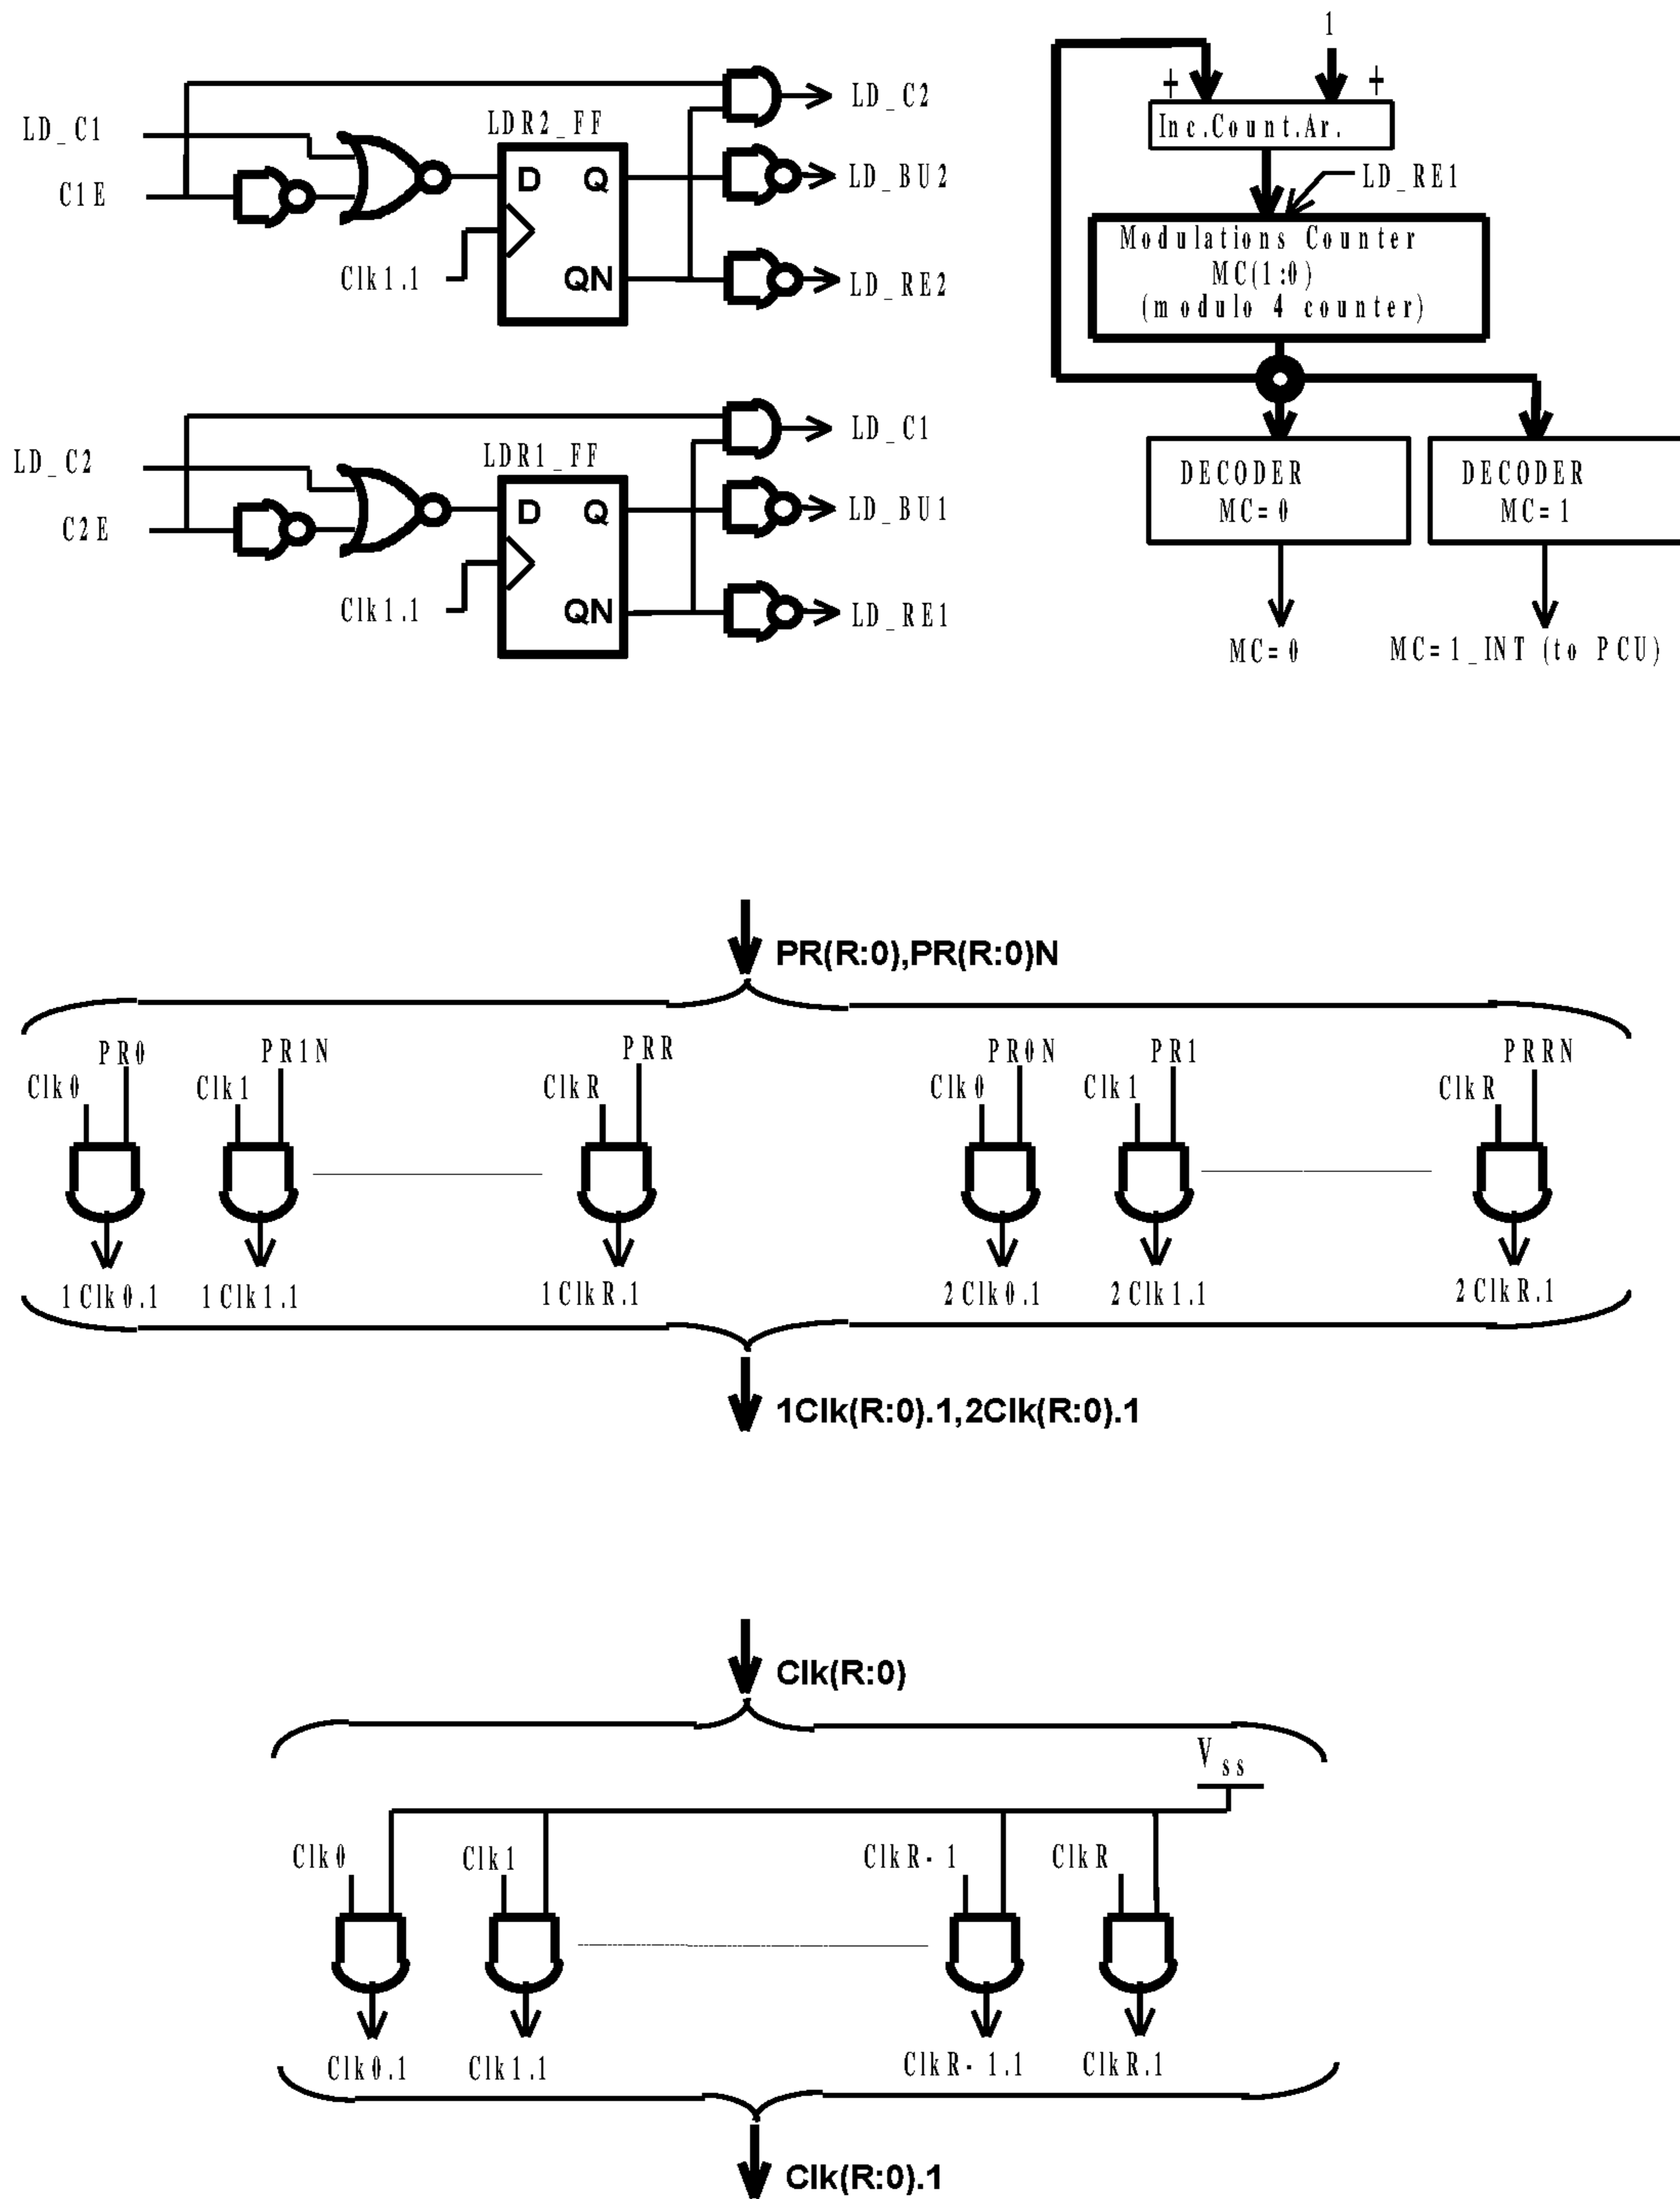 LD_C1
C1E
LDR2_FF
D Q
QN
Clk1.1
LD_C2
LD_BU2
LD_RE2
LD_C2
C2E
LDR1_FF
D Q
QN
Clk1.1
LD_C1
LD_BU1
LD_RE1
1
+ +
Inc.Count.Ar.
LD_RE1
Modulations Counter
MC(1:0)
(modulo 4 counter)
DECODER
MC=0
DECODER
MC=1
MC=0
MC=1_INT (to PCU)
PR(R:0),PR(R:0)N
PR0 PR1N PRR PR0N PR1 PRRN
Clk0 Clk1 ClkR Clk0 Clk1 ClkR
1Clk0.1 1Clk1.1 1ClkR.1 2Clk0.1 2Clk1.1 2ClkR.1
1Clk(R:0).1,2Clk(R:0).1
Clk(R:0)
Vss
Clk0 Clk1 ClkR-1 ClkR
Clk0.1 Clk1.1 ClkR-1.1 ClkR.1
Clk(R:0).1